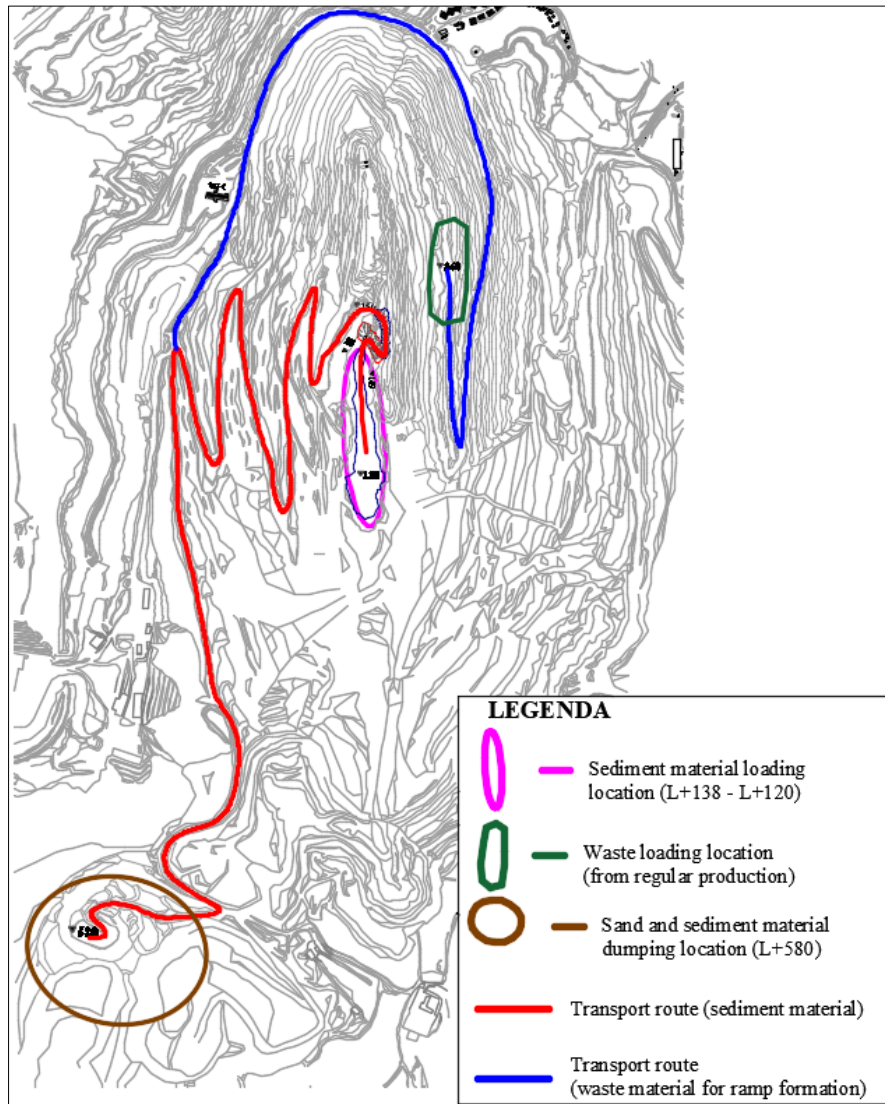 LEGENDA
Sediment material loading
location (L+138 - L+120)
Waste loading location
(from regular production)
Sand and sediment material
dumping location (L+580)
Transport route (sediment material)
Transport route
(waste material for ramp formation)